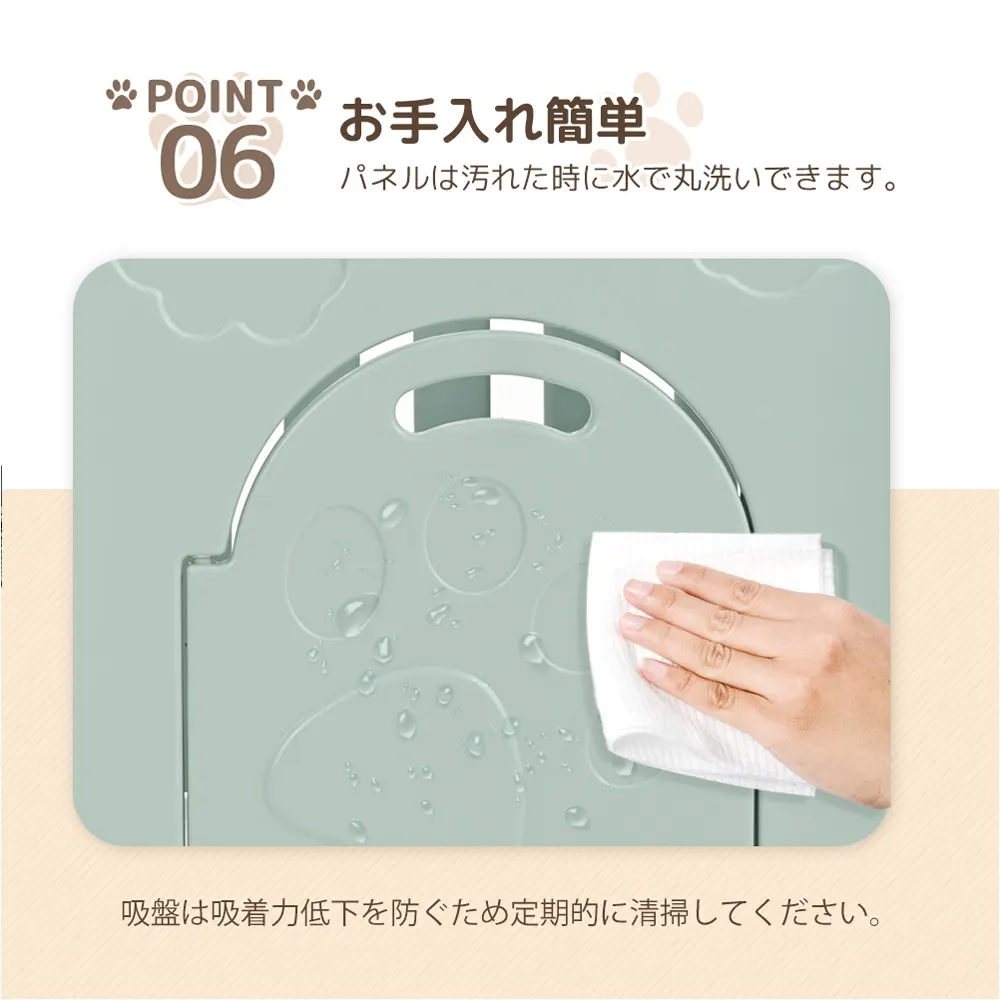 POINT
06
お手入れ簡単
パネルは汚れた時に水で丸洗いできます。
吸盤は吸着力低下を防ぐため定期的に清掃してください。